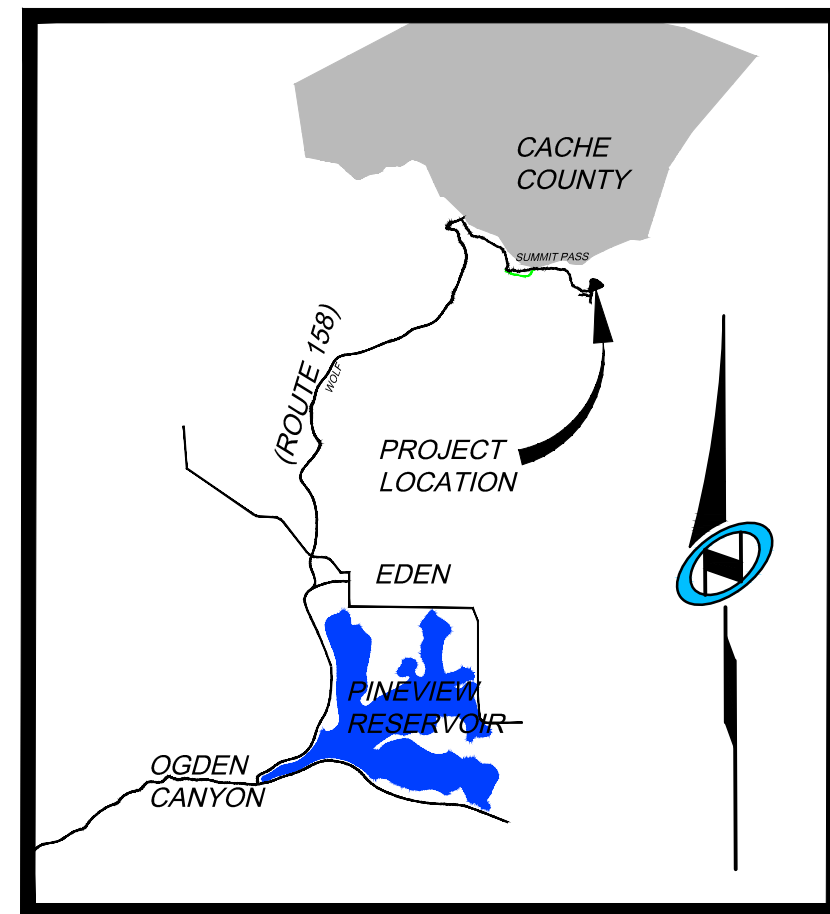 CACHE
COUNTY
SUMMIT PASS
(ROUTE 158)
WOLF
PROJECT
LOCATION
N
EDEN
PINEVIEW
RESERVOIR
OGDEN
CANYON